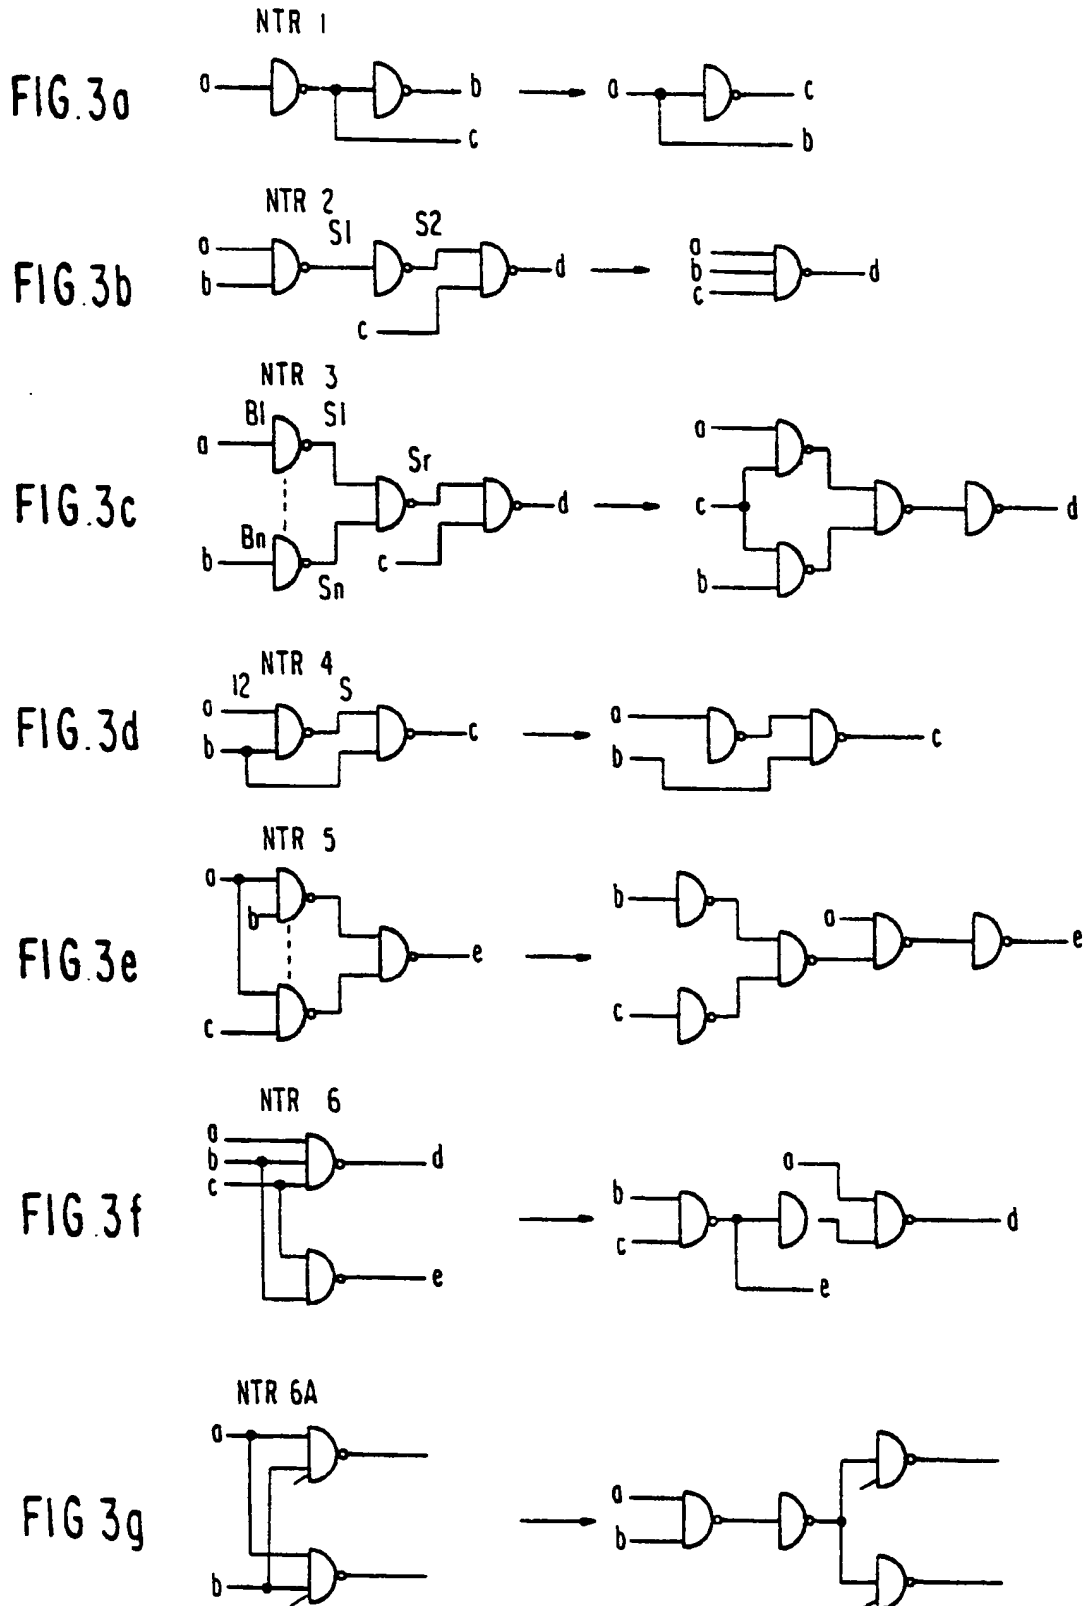 NTR 1
FIG.3a
a b c
a c b
NTR 2
FIG.3b
a b S1 S2 c d
a b c d
NTR 3
FIG.3c
B1 S1 a Sr d
Bn b Sn c
a c b d
NTR 4
FIG.3d
12 S a b c
a b c
NTR 5
FIG.3e
a b c e
b c a e
NTR 6
FIG.3f
a b c d e
b c e a d
NTR 6A
FIG 3g
a b
a b